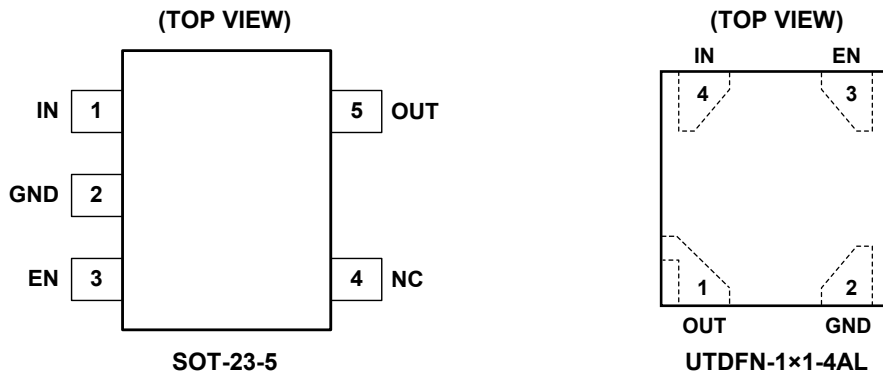 (TOP VIEW)
IN 1
5 OUT
GND 2
EN 3
4 NC
SOT-23-5
(TOP VIEW)
IN EN
4 3
1 2
OUT GND
UTDFN-1×1-4AL